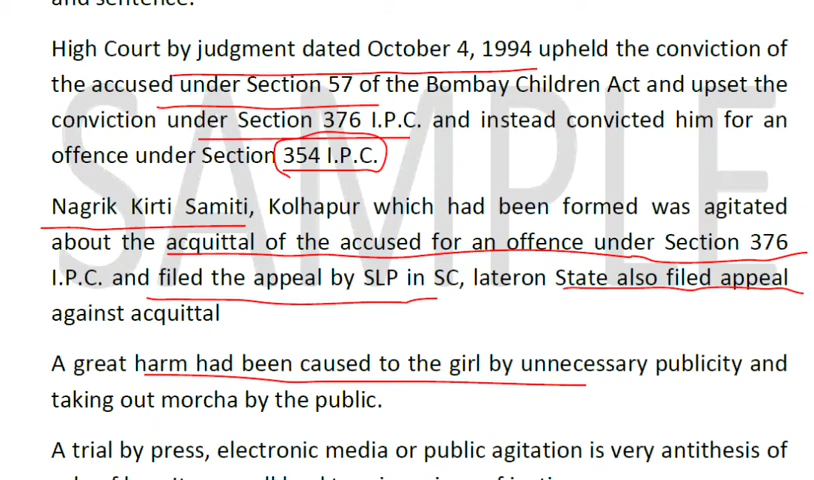 and sentence.
High Court by judgment dated October 4, 1994 upheld the conviction of
the accused under Section 57 of the Bombay Children Act and upset the
conviction under Section 376 I.P.C. and instead convicted him for an
offence under Section 354 I.P.C.
Nagrik Kirti Samiti, Kolhapur which had been formed was agitated
about the acquittal of the accused for an offence under Section 376
I.P.C. and filed the appeal by SLP in SC, lateron State also filed appeal
against acquittal
A great harm had been caused to the girl by unnecessary publicity and
taking out morcha by the public.
A trial by press, electronic media or public agitation is very antithesis of
SAMPLE